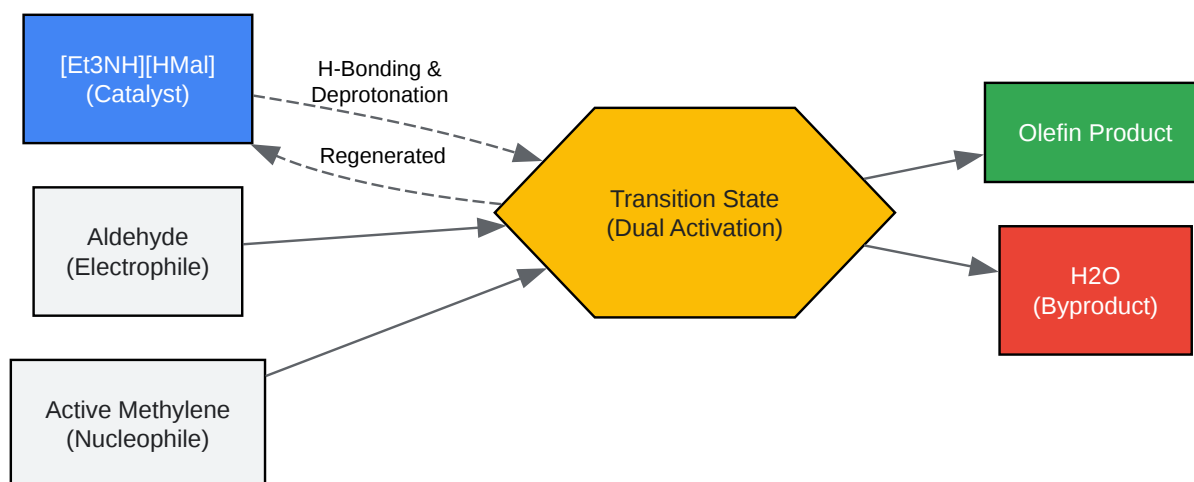 [Et3NH][HMal]
(Catalyst)
H-Bonding &
Deprotonation
Regenerated
Aldehyde
(Electrophile)
Active Methylene
(Nucleophile)
Transition State
(Dual Activation)
Olefin Product
H2O
(Byproduct)